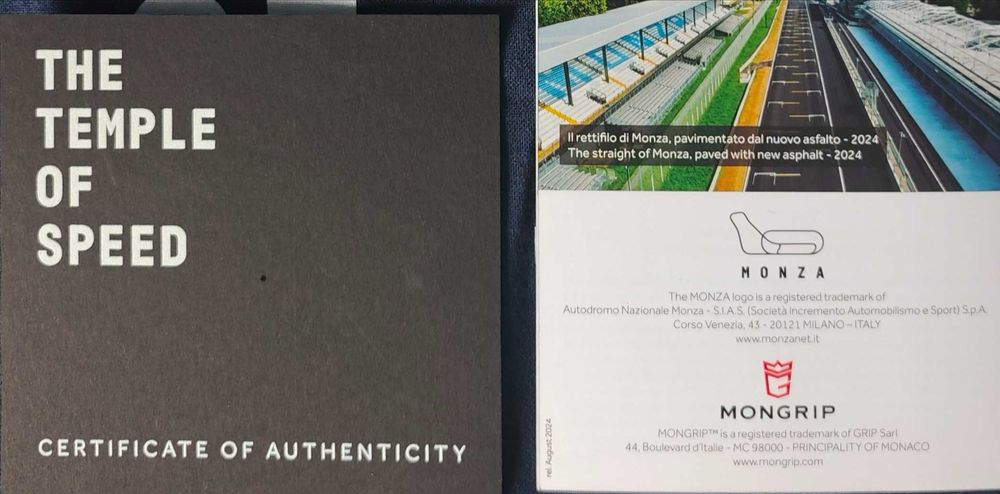 THE
TEMPLE
OF
SPEED
CERTIFICATE OF AUTHENTICITY
Il rettifilo di Monza, pavimentato dal nuovo asfalto - 2024
The straight of Monza, paved with new asphalt - 2024
MONZA
The MONZA logo is a registered trademark of
Autodromo Nazionale Monza - S.I.A.S. (Società Incremento Automobilismo e Sport) S.p.A.
Corso Venezia, 43 - 20121 MILANO – ITALY
www.monzanet.it
MONGRIP
MONGRIP™ is a registered trademark of GRIP Sarl
44, Boulevard d'Italie - MC 98000 - PRINCIPALITY OF MONACO
www.mongrip.com
rel. August 2024